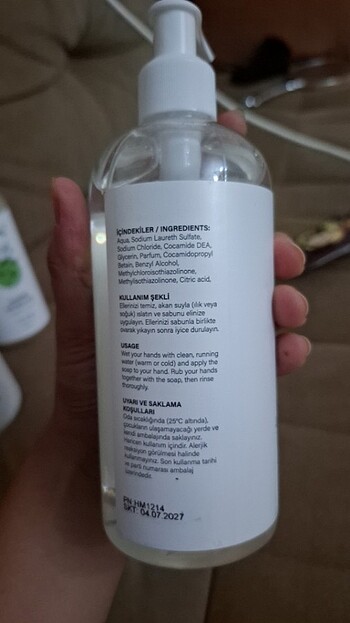 İÇİNDEKİLER / INGREDIENTS:
Aqua, Sodium Laureth Sulfate,
Sodium Chloride, Cocamide DEA,
Glycerin, Parfum, Cocamidopropyl
Betain, Benzyl Alcohol,
Methylchloroisothiazolinone,
Methylisothiazolinone, Citric acid.
KULLANIM ŞEKLİ
Ellerinizi temiz, akan suyla (ılık veya
soğuk) ıslatın ve sabunu elinize
uygulayın. Ellerinizi sabunla birlikte
ovarak yıkayın sonra iyice durulayın.
USAGE
Wet your hands with clean, running
water (warm or cold) and apply the
soap to your hand. Rub your hands
together with the soap, then rinse
thoroughly.
UYARI VE SAKLAMA
KOŞULLARI
Oda sıcaklığında (25°C altında),
çocukların ulaşamayacağı yerde ve
kendi ambalajında saklayınız.
Haricen kullanım içindir. Alerjik
reaksiyon görülmesi halinde
kullanmayınız. Son kullanma tarihi
ve parti numarası ambalaj
üzerindedir.
PN HM1214
SKT: 04.07.2027